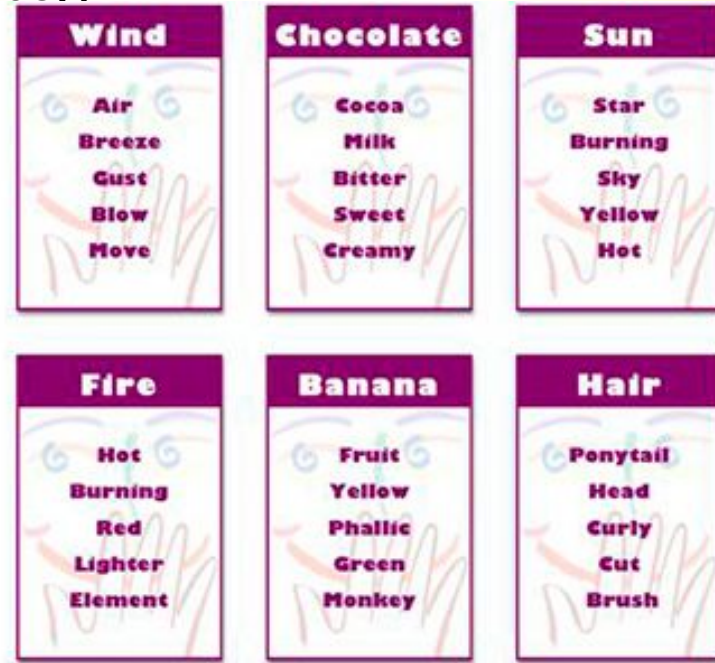 Wind
Air
Breeze
Gust
Blow
Move
Chocolate
Cocoa
Milk
Bitter
Sweet
Creamy
Sun
Star
Burning
Sky
Yellow
Hot
Fire
Hot
Burning
Red
Lighter
Element
Banana
Fruit
Yellow
Phallic
Green
Monkey
Hair
Ponytail
Head
Curly
Cut
Brush